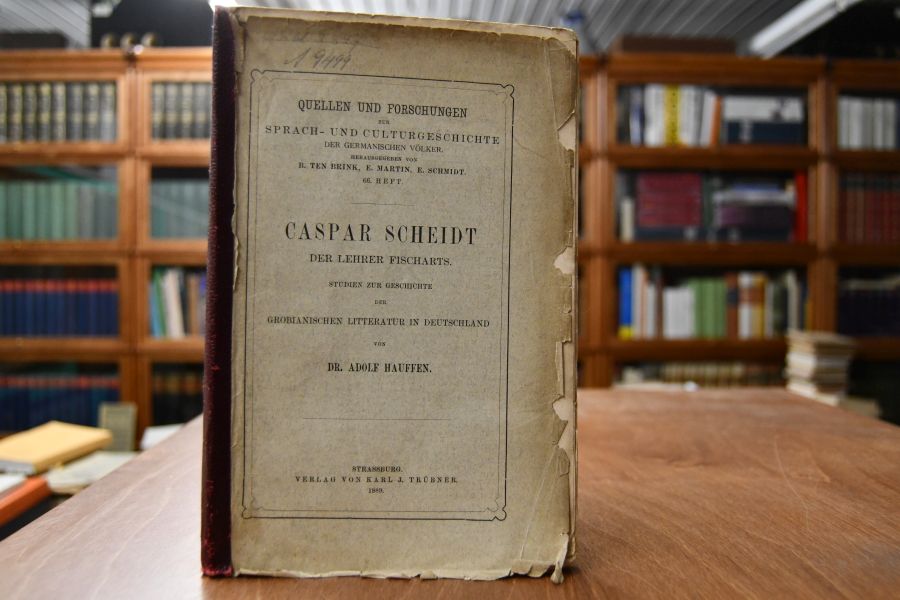 A 9499
QUELLEN UND FORSCHUNGEN
ZUR
SPRACH- UND CULTURGESCHICHTE
DER GERMANISCHEN VÖLKER.
HERAUSGEGEBEN VON
B. TEN BRINK, E. MARTIN, E. SCHMIDT.
66. HEFT.
CASPAR SCHEIDT
DER LEHRER FISCHARTS.
STUDIEN ZUR GESCHICHTE
DER
GROBIANISCHEN LITTERATUR IN DEUTSCHLAND
VON
DR. ADOLF HAUFFEN.
STRASSBURG.
VERLAG VON KARL J. TRÜBNER.
1889.